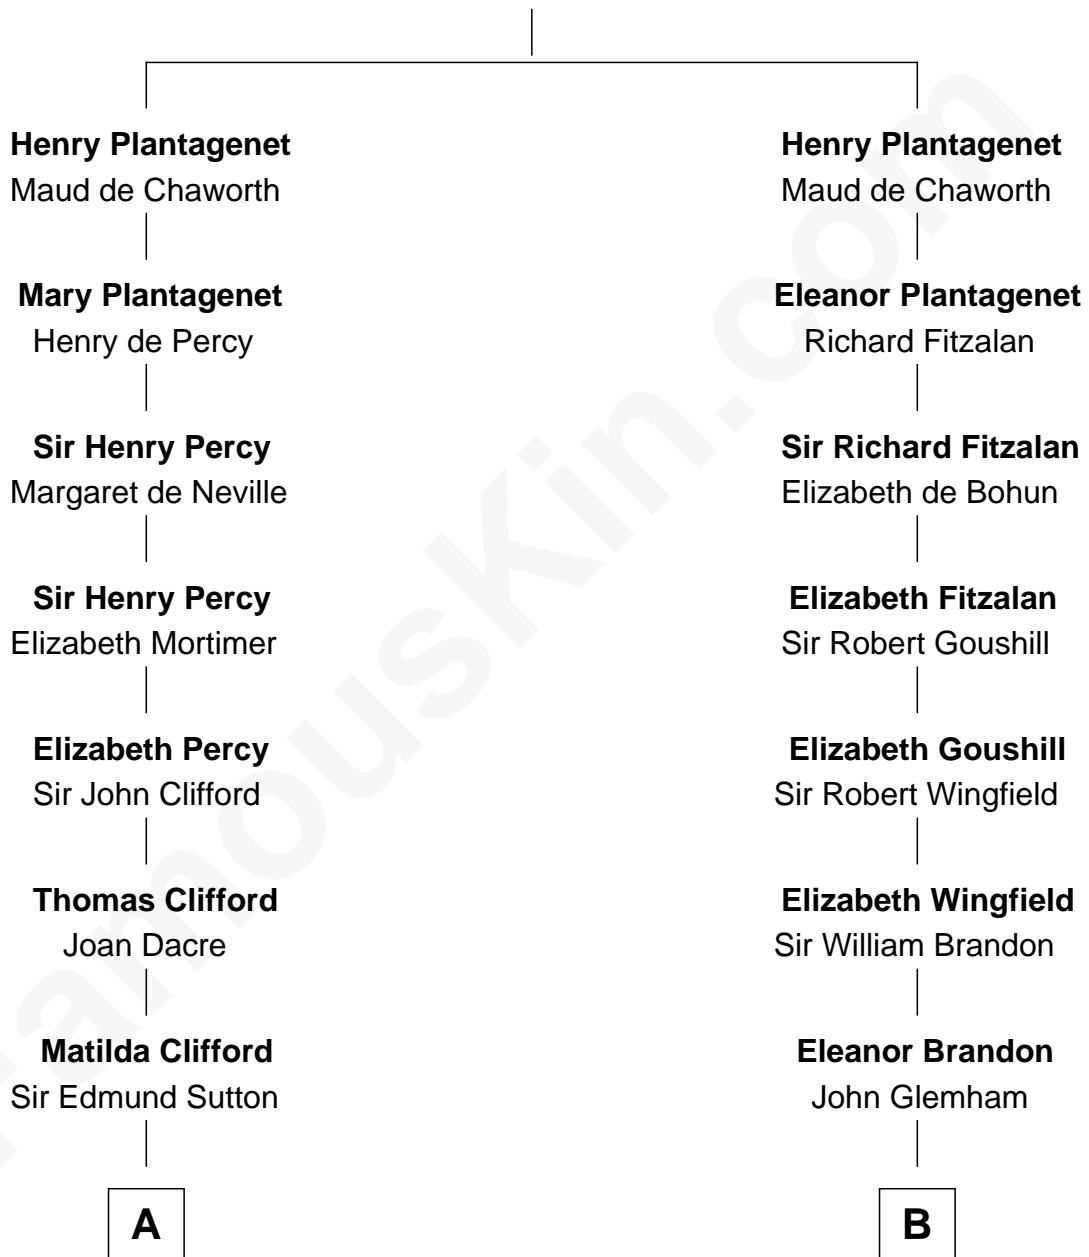 Henry Plantagenet
Maud de Chaworth
Mary Plantagenet
Henry de Percy
Sir Henry Percy
Margaret de Neville
Sir Henry Percy
Elizabeth Mortimer
Elizabeth Percy
Sir John Clifford
Thomas Clifford
Joan Dacre
Matilda Clifford
Sir Edmund Sutton
A
Henry Plantagenet
Maud de Chaworth
Eleanor Plantagenet
Richard Fitzalan
Sir Richard Fitzalan
Elizabeth de Bohun
Elizabeth Fitzalan
Sir Robert Goushill
Elizabeth Goushill
Sir Robert Wingfield
Elizabeth Wingfield
Sir William Brandon
Eleanor Brandon
John Glemham
B
FamousKin.com